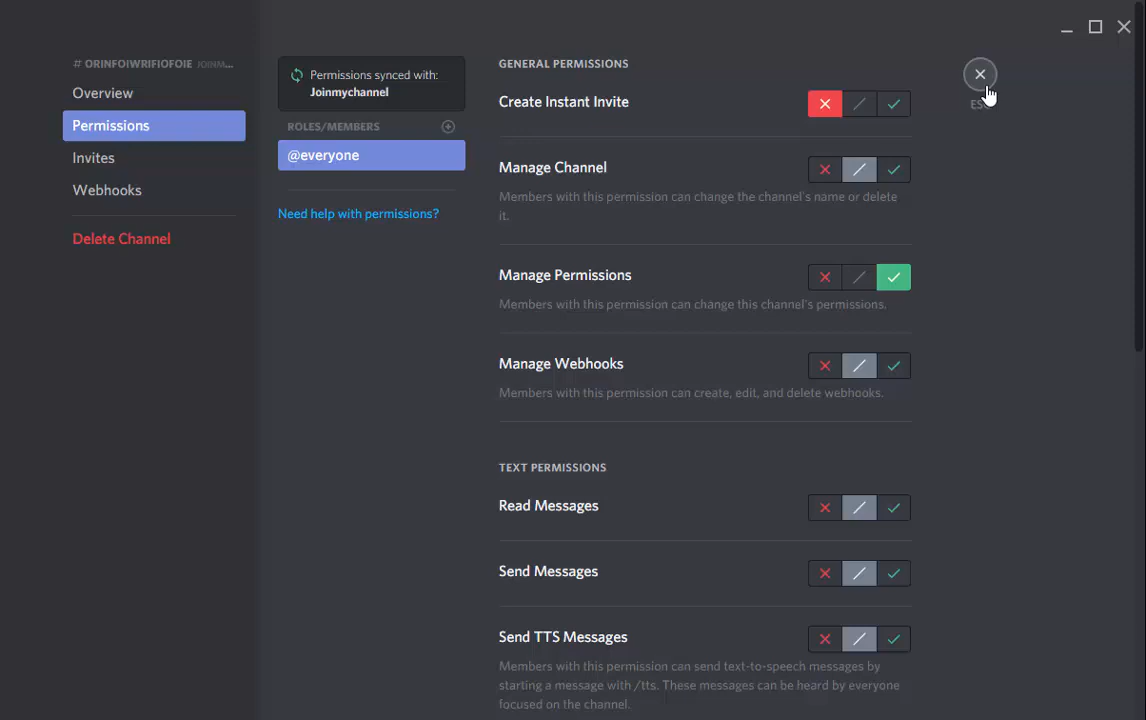 # ORINFOIWRIFIOFOIE JOINM...
Overview
Permissions
Invites
Webhooks
Delete Channel
Permissions synced with:
Joinmychannel
ROLES/MEMBERS
@everyone
Need help with permissions?
GENERAL PERMISSIONS
Create Instant Invite
Manage Channel
Members with this permission can change the channel's name or delete
it.
Manage Permissions
Members with this permission can change this channel's permissions.
Manage Webhooks
Members with this permission can create, edit, and delete webhooks.
TEXT PERMISSIONS
Read Messages
Send Messages
Send TTS Messages
Members with this permission can send text-to-speech messages by
starting a message with /tts. These messages can be heard by everyone
focused on the channel.